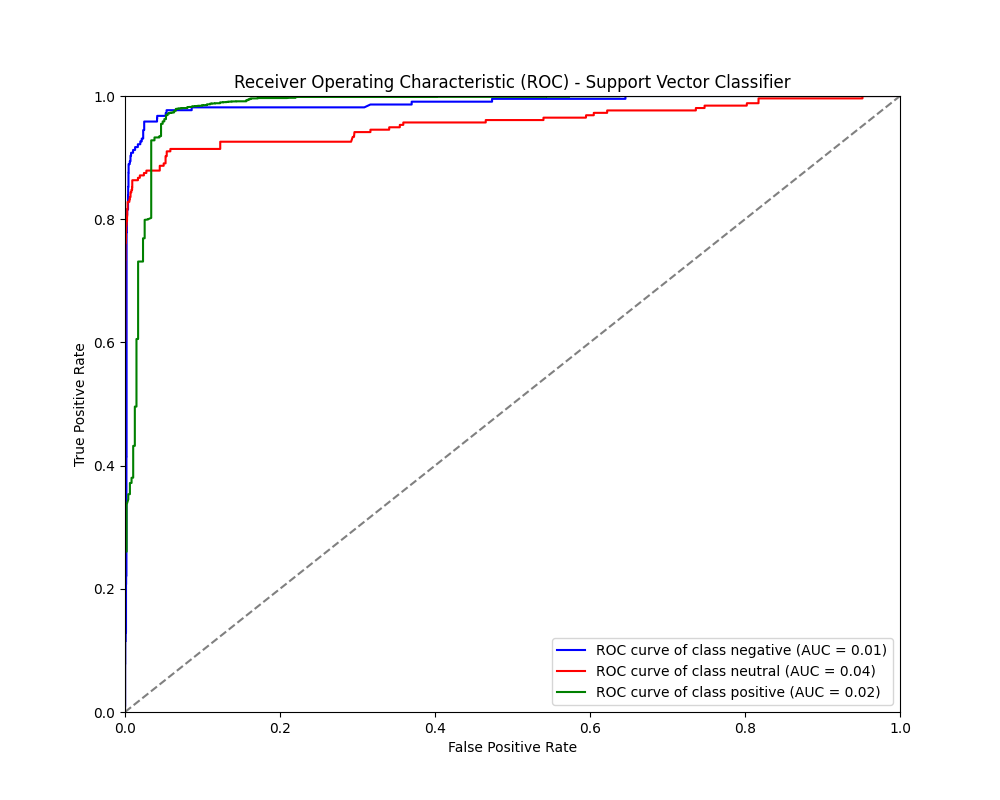 Receiver Operating Characteristic (ROC) - Support Vector Classifier
1.0
0.8
0.6
0.4
0.2
0.0
True Positive Rate
ROC curve of class negative (AUC = 0.01)
ROC curve of class neutral (AUC = 0.04)
ROC curve of class positive (AUC = 0.02)
0.0 0.2 0.4 0.6 0.8 1.0
False Positive Rate